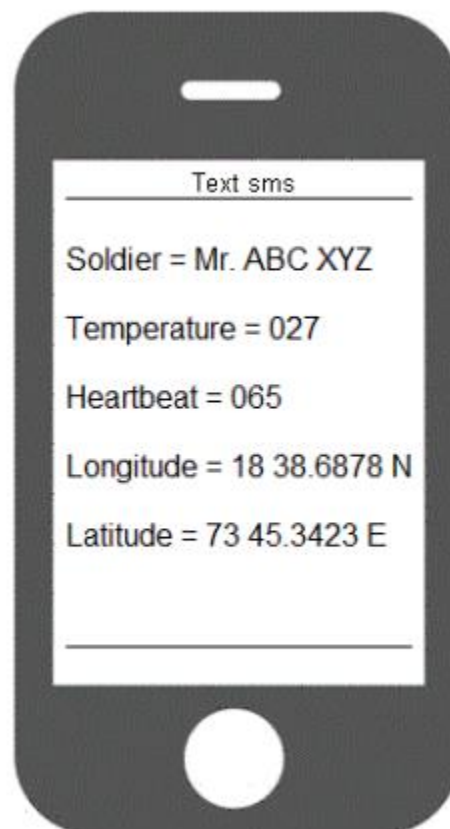 Text sms
Soldier = Mr. ABC XYZ
Temperature = 027
Heartbeat = 065
Longitude = 18 38.6878 N
Latitude = 73 45.3423 E